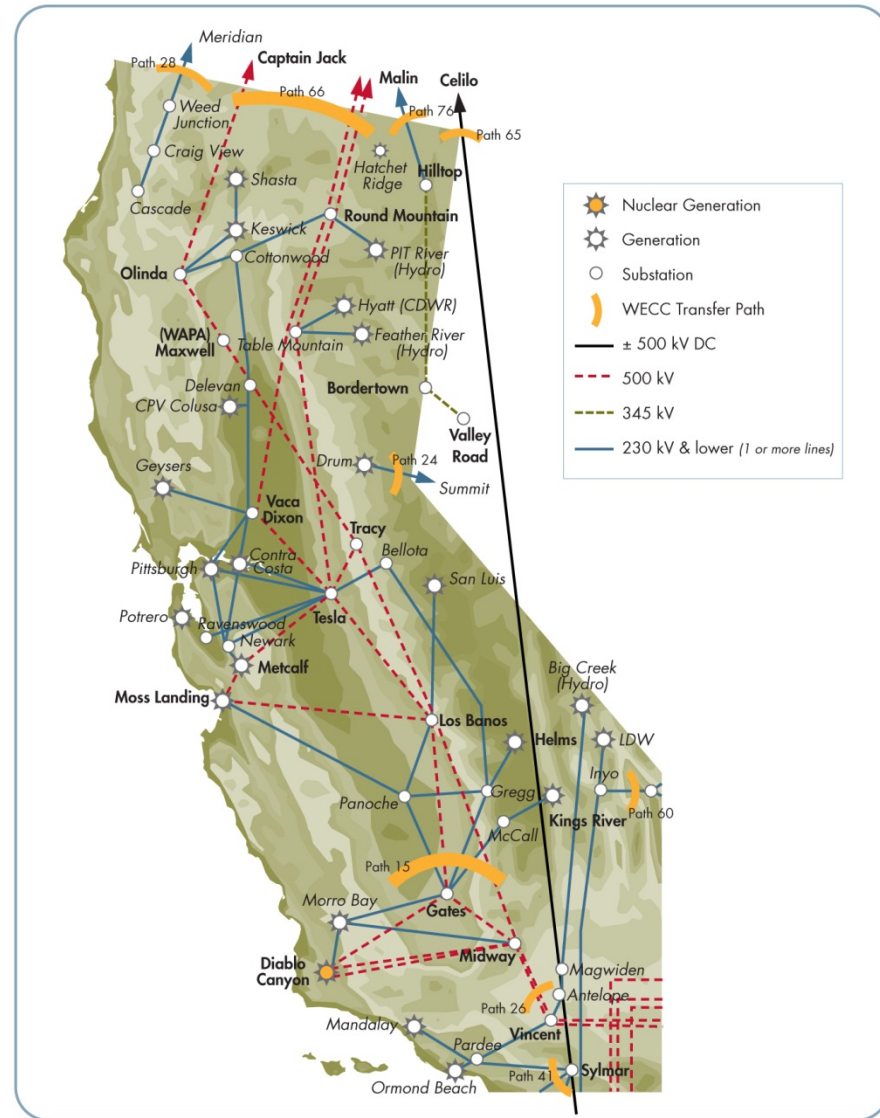 Meridian
Path 28
Captain Jack
Path 66
Malin
Celilo
Path 76
Path 65
Weed
Junction
Craig View
Cascade
Shasta
Hatchet
Ridge
Hilltop
Keswick
Round Mountain
Cottonwood
PIT River
(Hydro)
Olinda
Hyatt (CDWR)
(WAPA)
Maxwell
Table Mountain
Feather River
(Hydro)
Delevan
CPV Colusa
Bordertown
Valley
Road
Geysers
Drum
Path 24
Summit
Vaca
Dixon
Tracy
Bellota
Contra
Costa
Pittsburgh
San Luis
Potrero
Ravenswood
Tesla
Newark
Metcalf
Big Creek
(Hydro)
Moss Landing
Los Banos
Helms
LDW
Inyo
Panoche
Gregg
Kings River
Path 60
McCall
Path 15
Gates
Morro Bay
Midway
Diablo
Canyon
Magwiden
Antelope
Path 26
Vincent
Mandalay
Pardee
Path 41
Sylmar
Ormond Beach
Nuclear Generation
Generation
Substation
WECC Transfer Path
± 500 kV DC
500 kV
345 kV
230 kV & lower (1 or more lines)